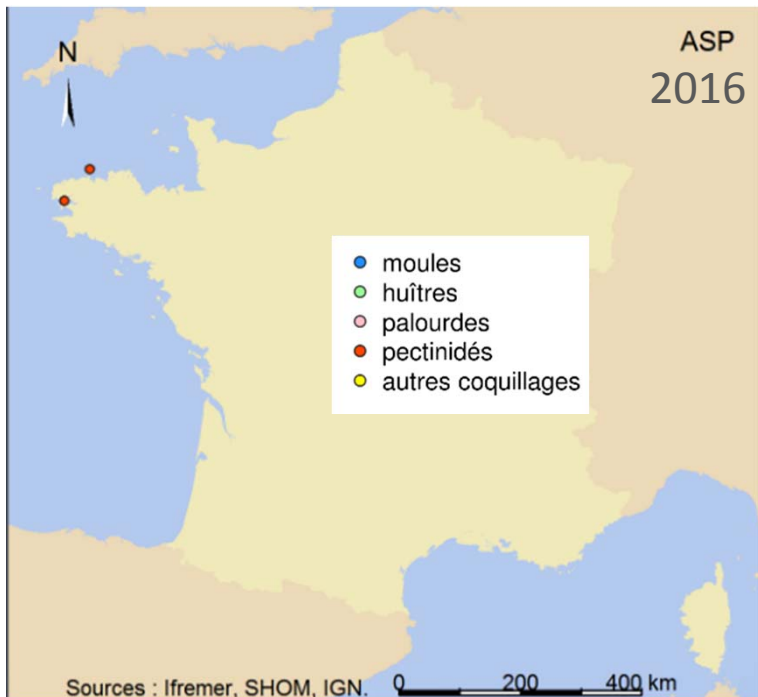 N
ASP
2016
moules
huîtres
palourdes
pectinidés
autres coquillages
Sources : Ifremer, SHOM, IGN.
0 200 400 km